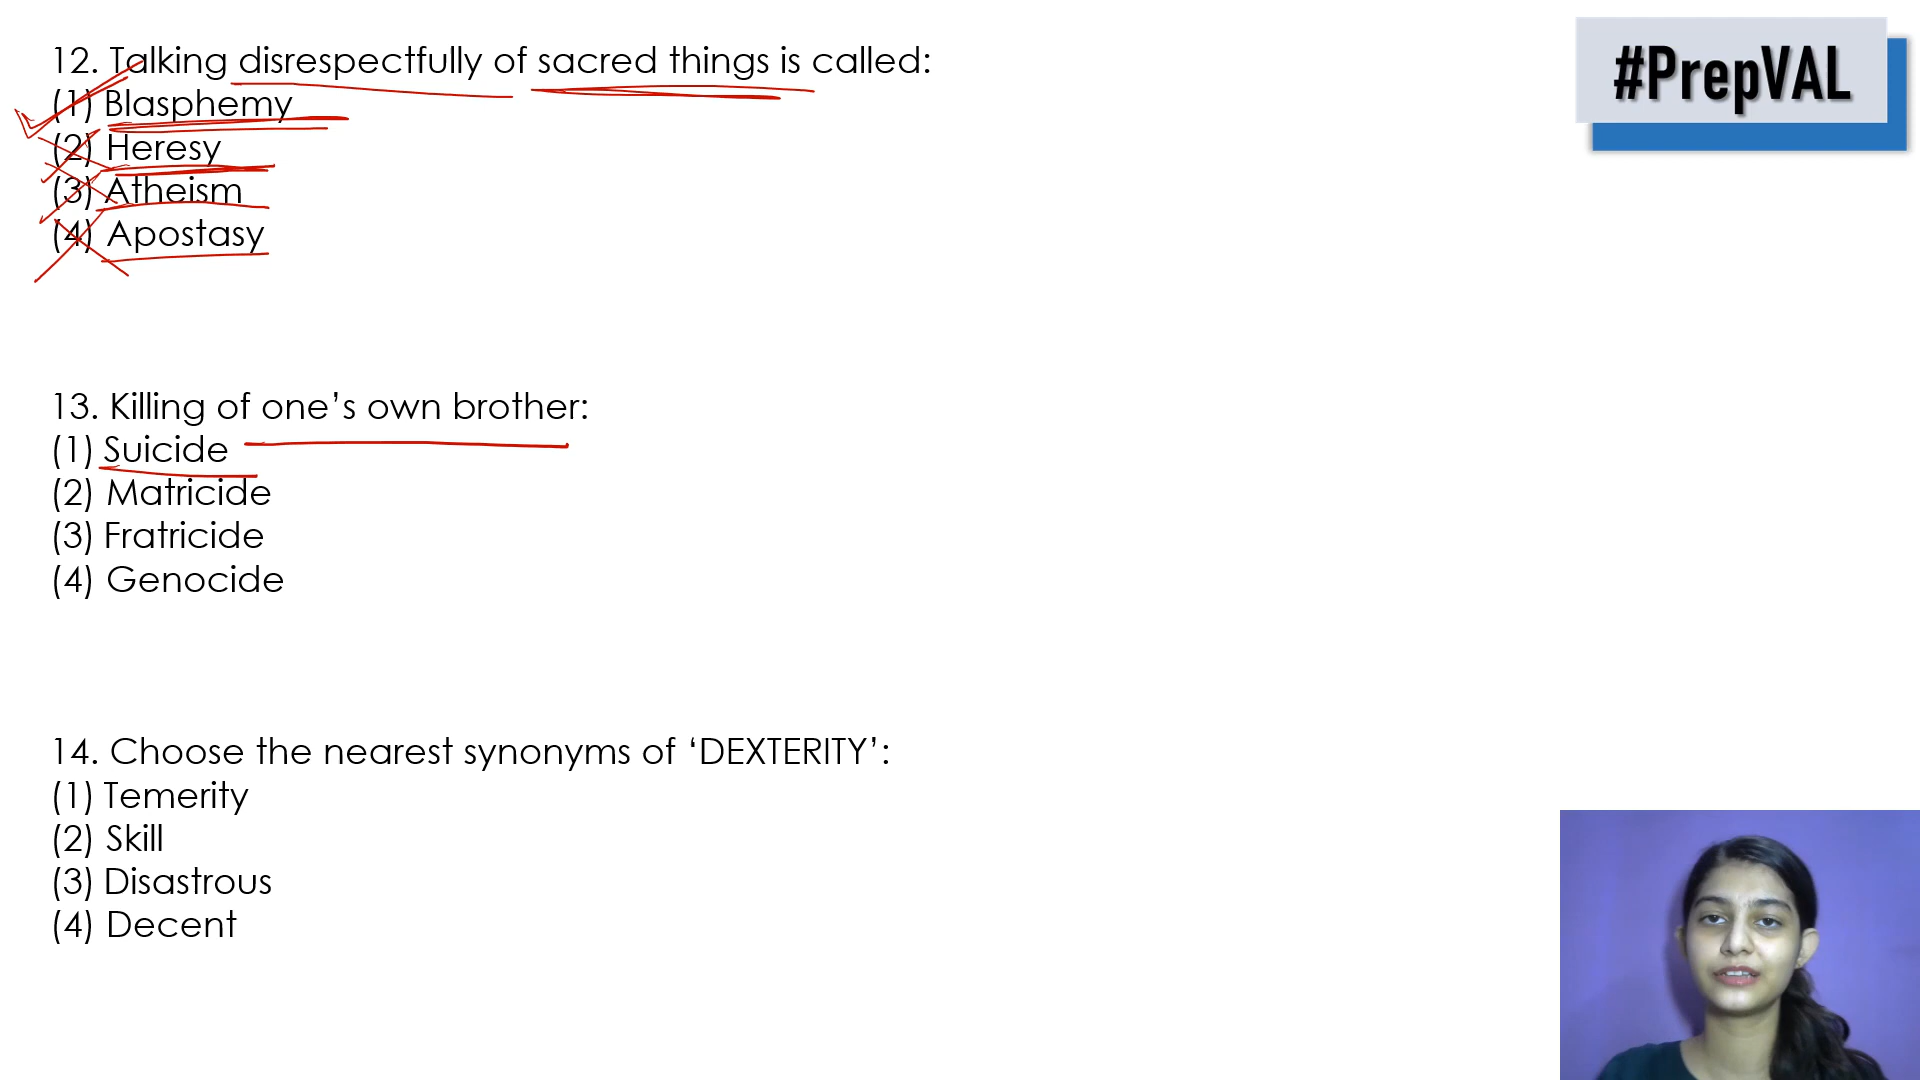 12. Talking disrespectfully of sacred things is called:
(1) Blasphemy
(2) Heresy
(3) Atheism
(4) Apostasy
13. Killing of one’s own brother:
(1) Suicide
(2) Matricide
(3) Fratricide
(4) Genocide
14. Choose the nearest synonyms of ‘DEXTERITY’:
(1) Temerity
(2) Skill
(3) Disastrous
(4) Decent
#PrepVAL